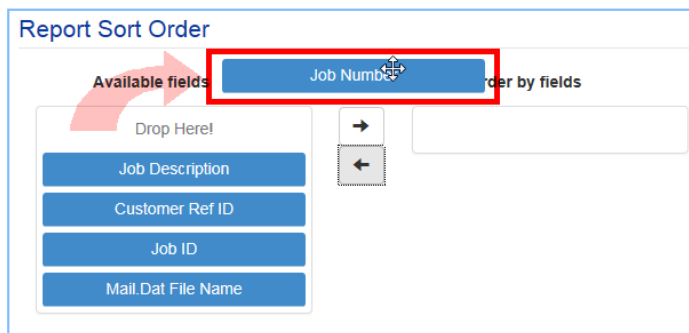 Report Sort Order
Available fields
Job Number
der by fields
Drop Here!
Job Description
Customer Ref ID
Job ID
Mail.Dat File Name